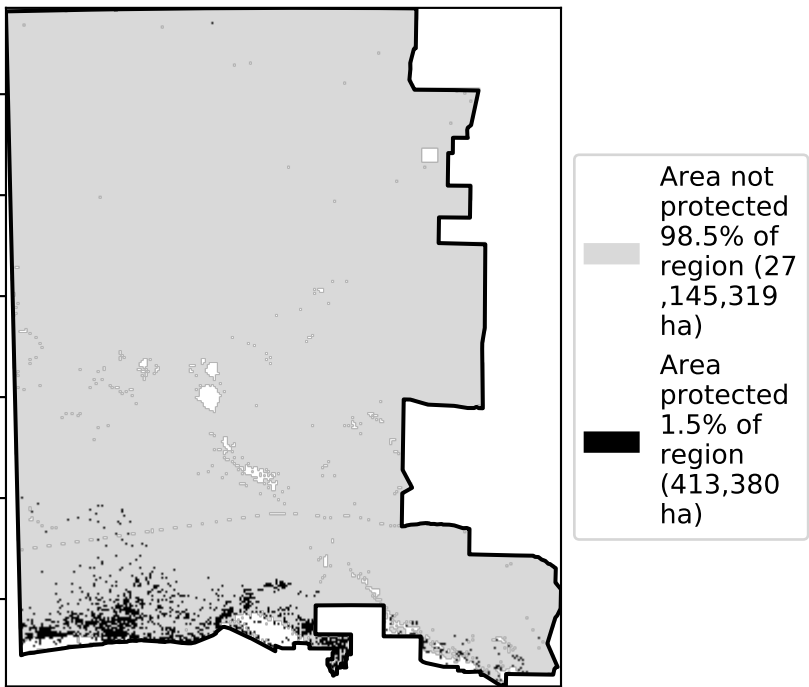 Area not
protected
98.5% of
region (27
,145,319
ha)
Area
protected
1.5% of
region
(413,380
ha)